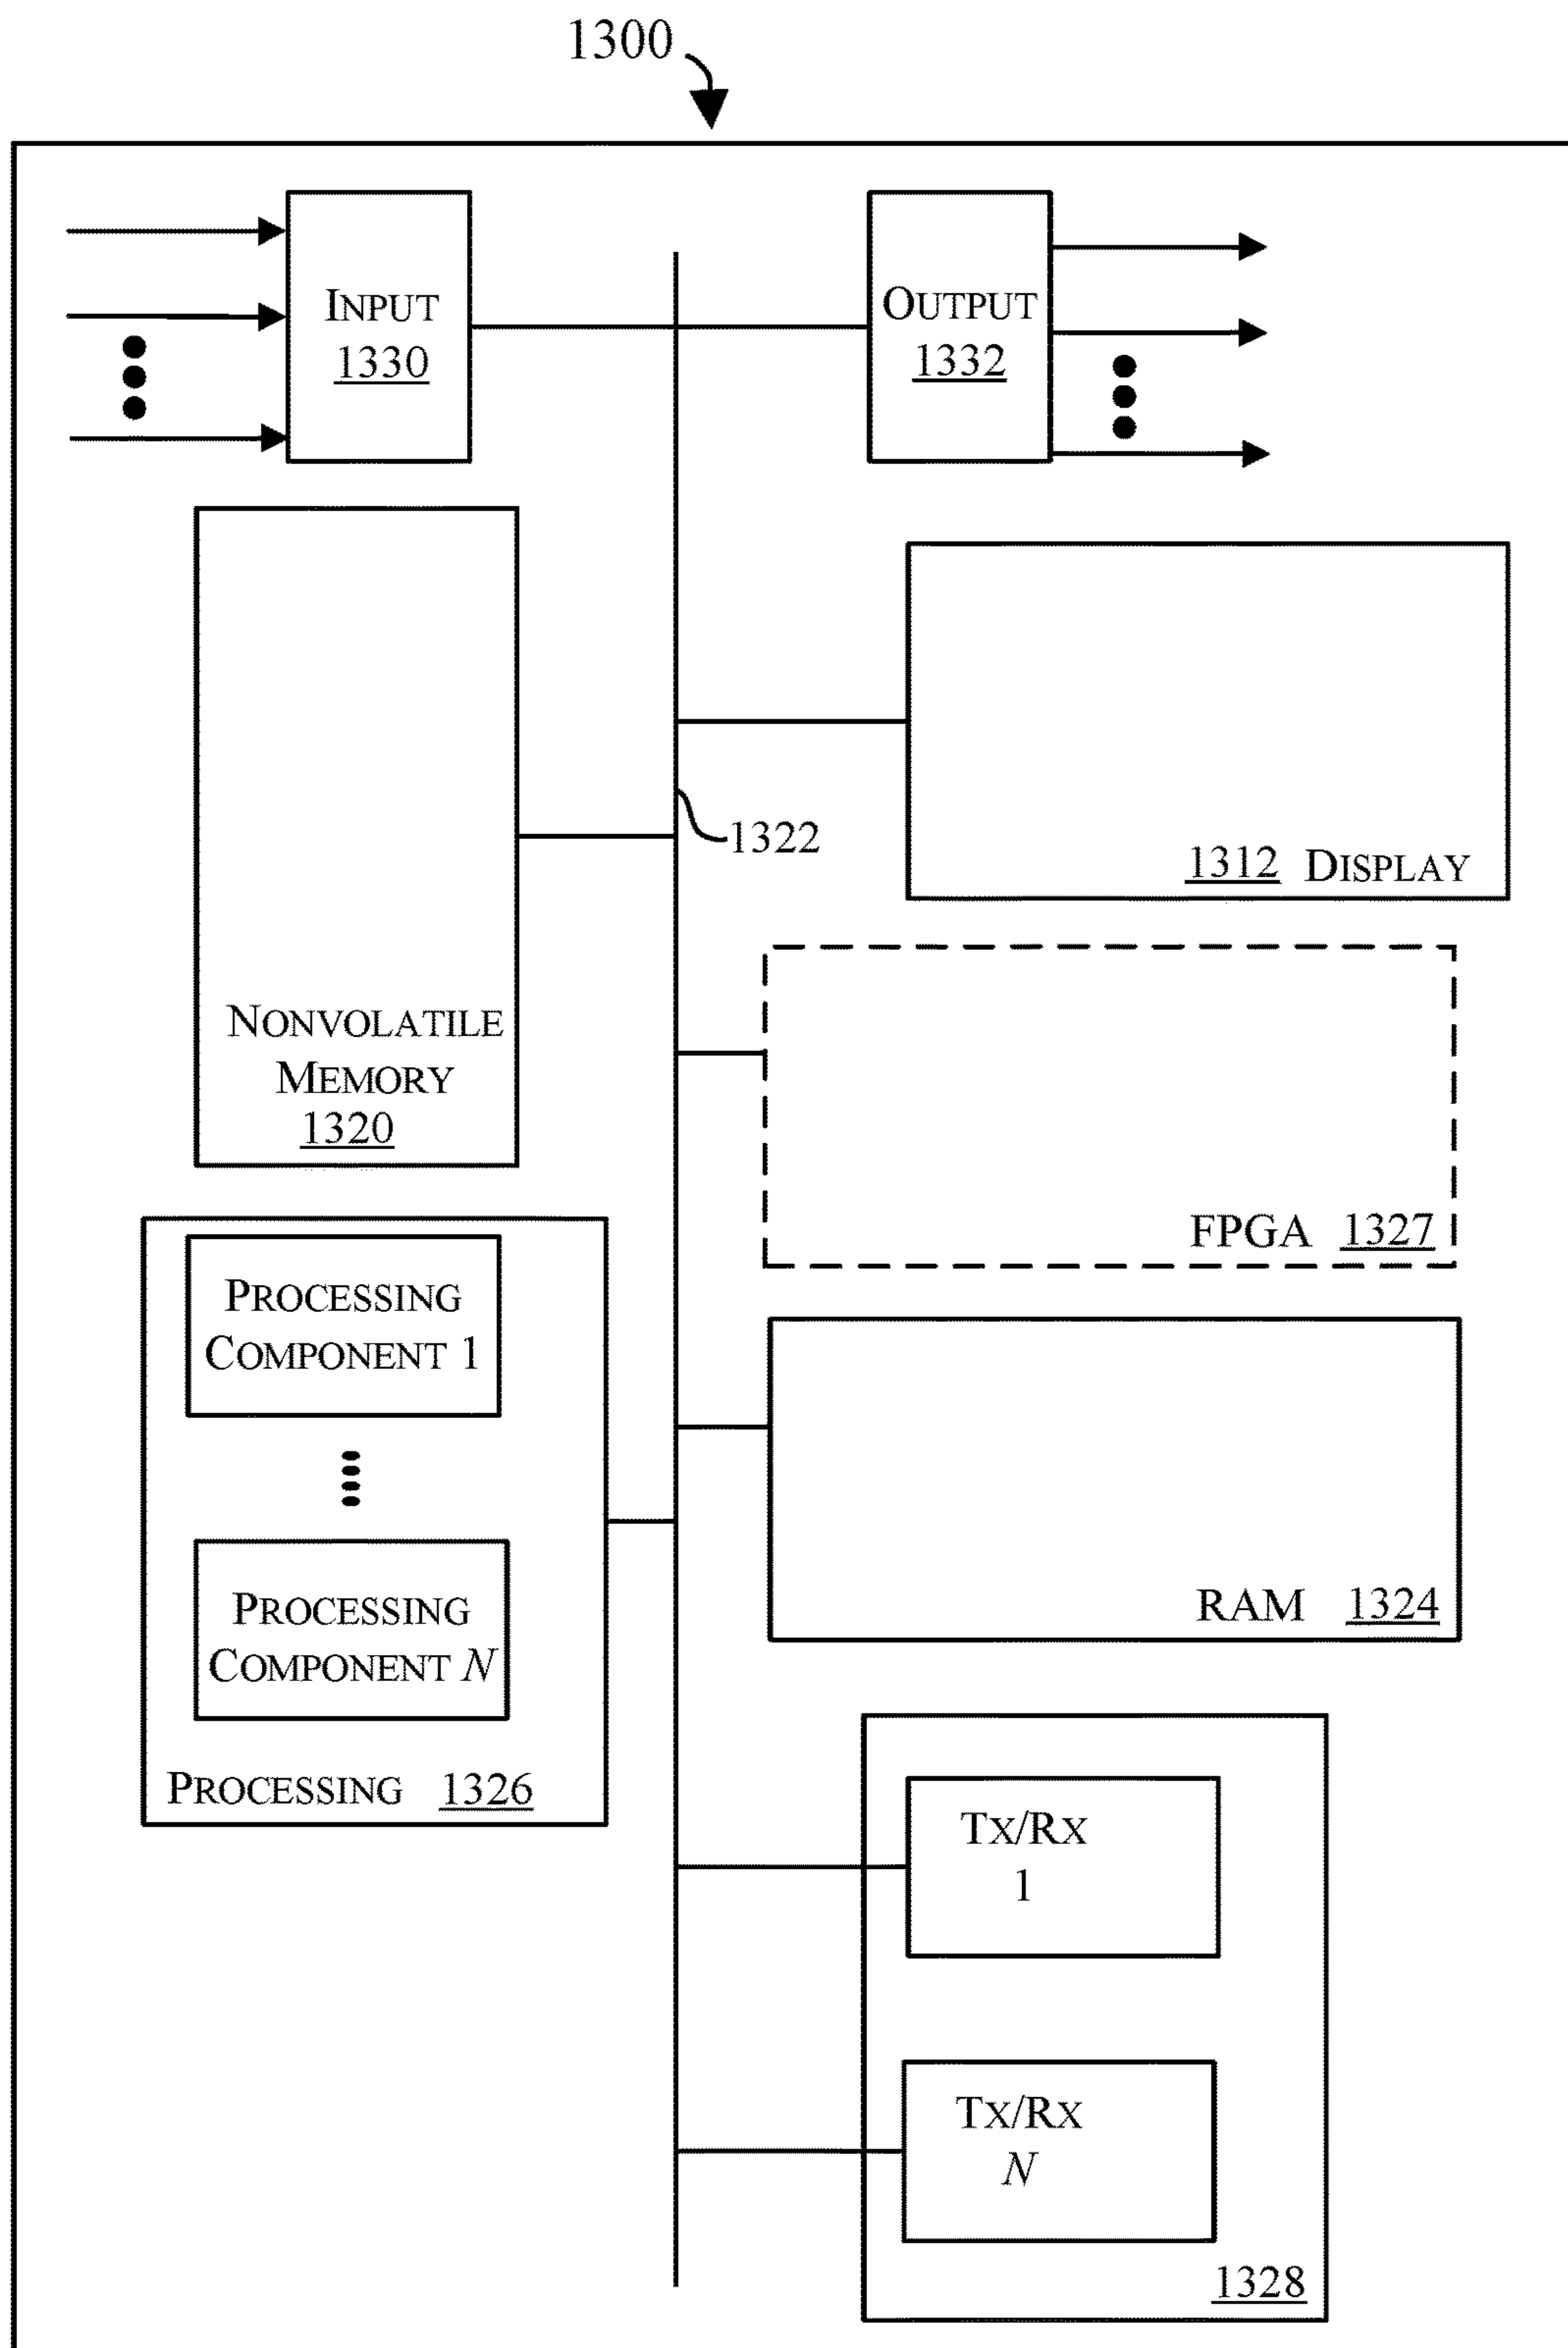 1300
INPUT
1330
OUTPUT
1332
1322
1312 DISPLAY
NONVOLATILE
MEMORY
1320
FPGA 1327
PROCESSING
COMPONENT 1
PROCESSING
COMPONENT N
PROCESSING 1326
RAM 1324
TX/RX
1
TX/RX
N
1328